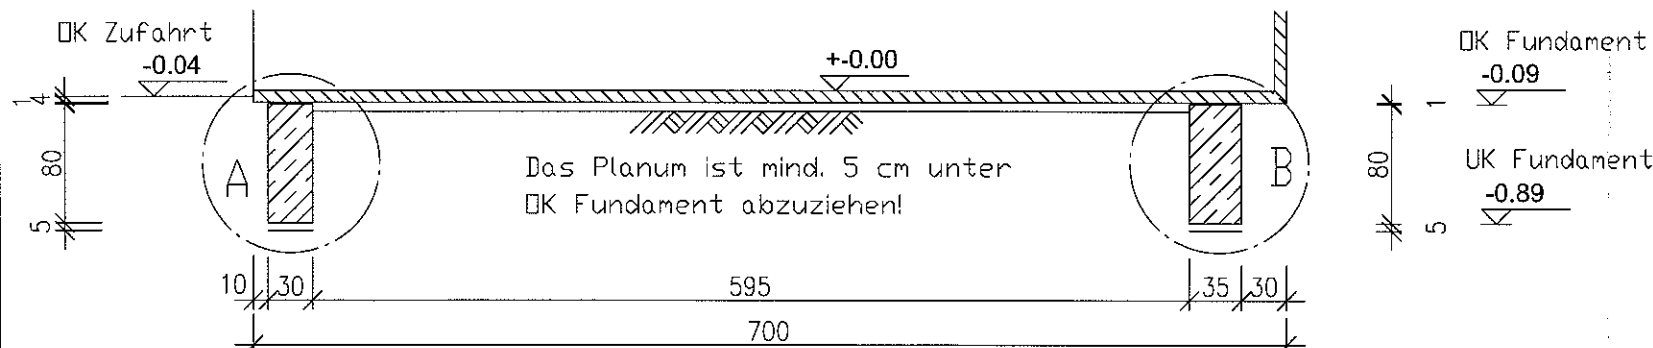 OK Zufahrt
-0.04
+-0.00
OK Fundament
-0.09
1
4
80
5
A
Das Planum ist mind. 5 cm unter
OK Fundament abzuziehen!
B
1
80
5
UK Fundament
-0.89
10 30 595 35 30
700